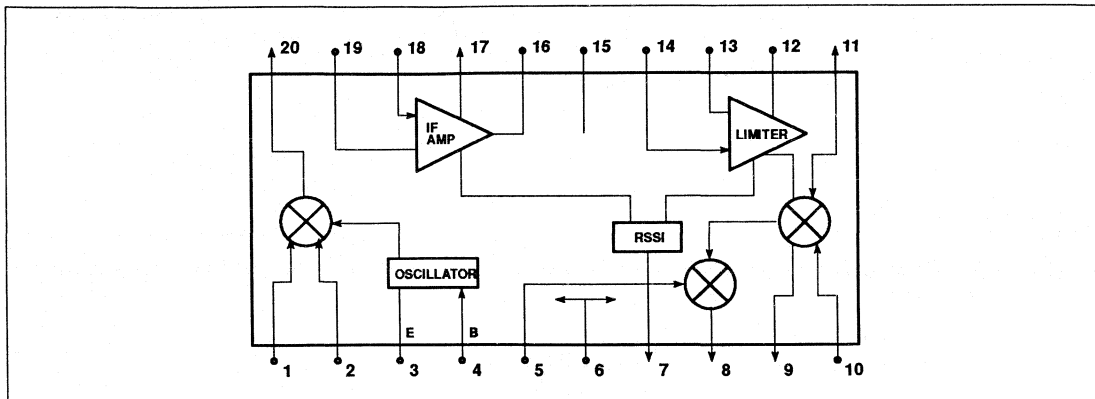 20 19 18 17 16 15 14 13 12 11
IF
AMP
LIMITER
RSSI
OSCILLATOR
E B
1 2 3 4 5 6 7 8 9 10